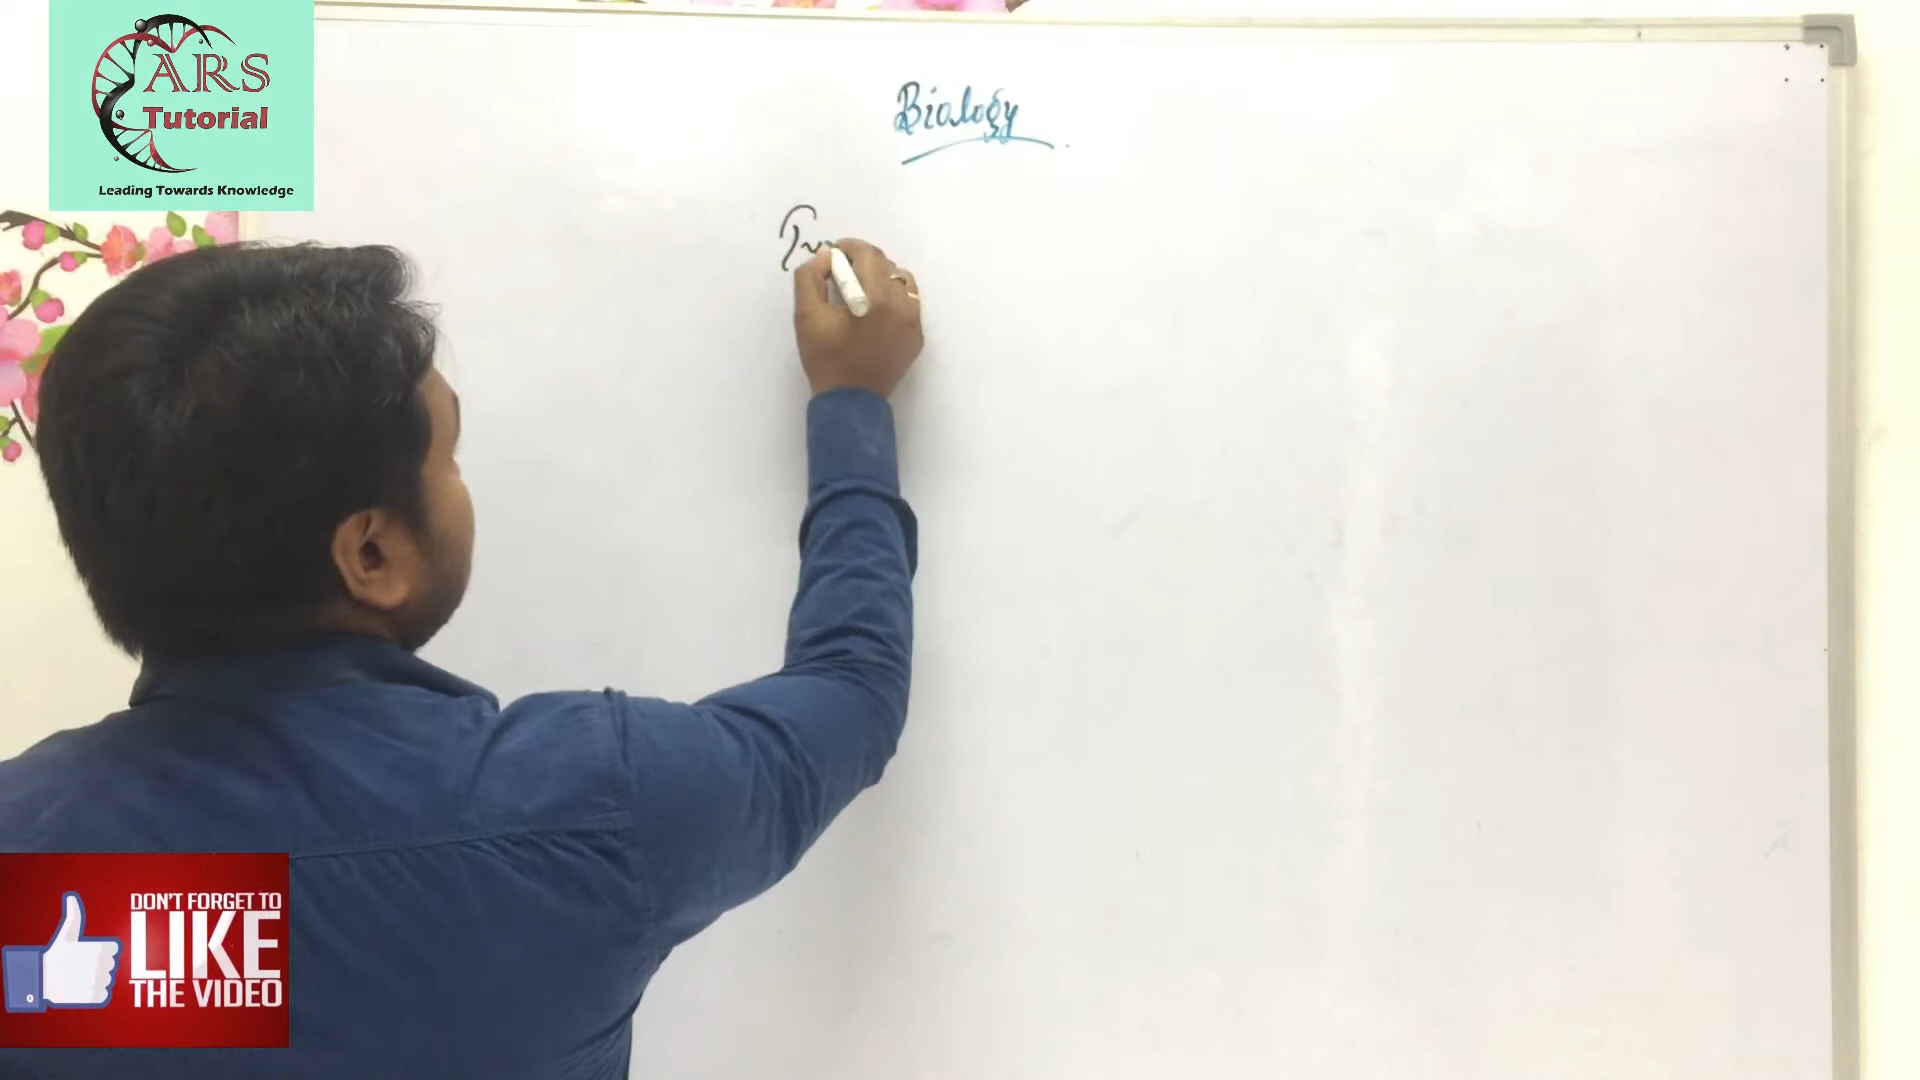 ARS
Tutorial
Leading Towards Knowledge
Biology
DON'T FORGET TO
LIKE
THE VIDEO